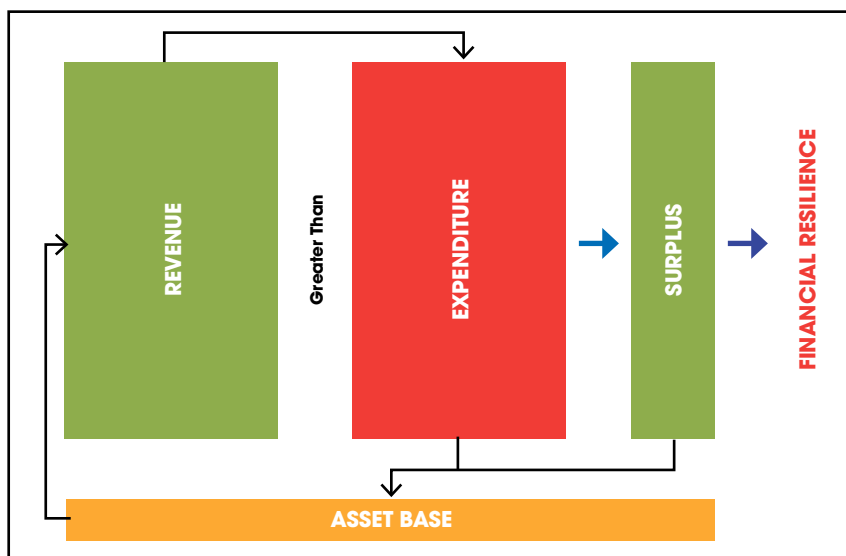 REVENUE
Greater Than
EXPENDITURE
SURPLUS
FINANCIAL RESILIENCE
ASSET BASE